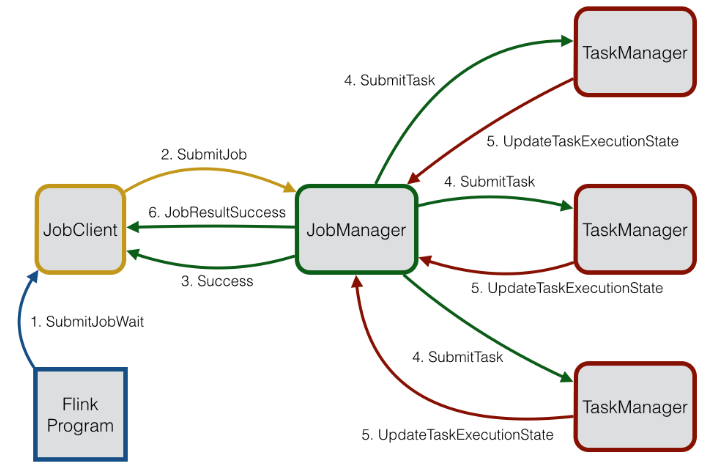 TaskManager
4. SubmitTask
5. UpdateTaskExecutionState
2. SubmitJob
4. SubmitTask
6. JobResultSuccess
JobClient
JobManager
TaskManager
3. Success
5. UpdateTaskExecutionState
1. SubmitJobWait
4. SubmitTask
Flink
Program
TaskManager
5. UpdateTaskExecutionState